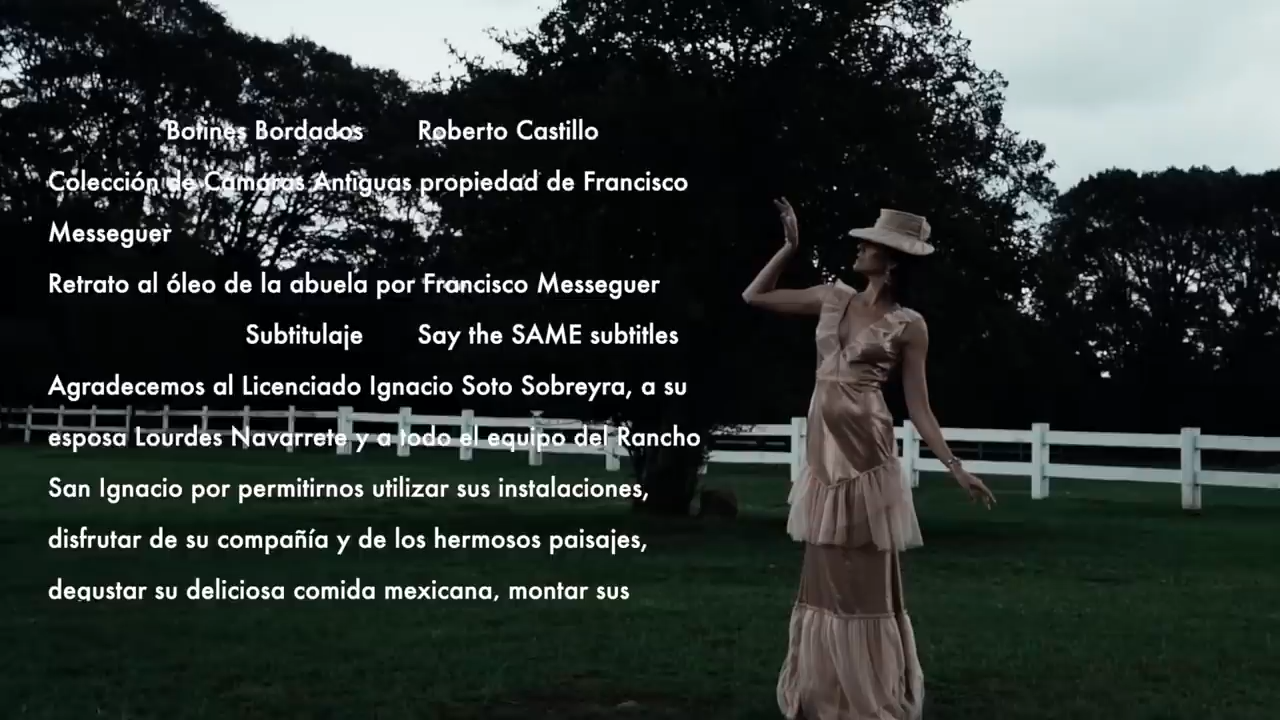 Botines Bordados Roberto Castillo
Colección de Cámaras Antiguas propiedad de Francisco
Messeguer
Retrato al óleo de la abuela por Francisco Messeguer
Subtitulaje Say the SAME subtitles
Agradecemos al Licenciado Ignacio Soto Sobreyra, a su
esposa Lourdes Navarrete y a todo el equipo del Rancho
San Ignacio por permitirnos utilizar sus instalaciones,
disfrutar de su compañía y de los hermosos paisajes,
degustar su deliciosa comida mexicana, montar sus